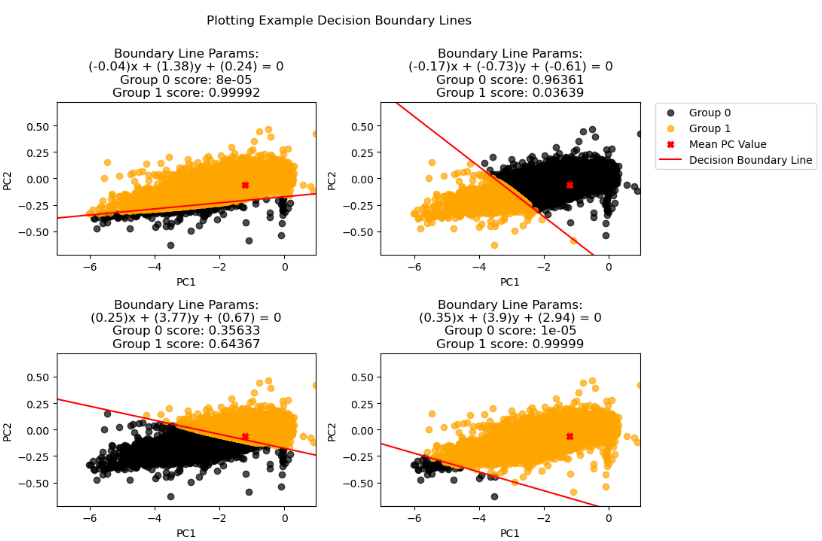 Plotting Example Decision Boundary Lines
Boundary Line Params:
(-0.04)x + (1.38)y + (0.24) = 0
Group 0 score: 8e-05
Group 1 score: 0.99992
0.50
0.25
0.00
−0.25
−0.50
PC2
−6
−4
−2
0
PC1
Boundary Line Params:
(-0.17)x + (-0.73)y + (-0.61) = 0
Group 0 score: 0.96361
Group 1 score: 0.03639
0.50
0.25
0.00
−0.25
−0.50
PC2
−6
−4
−2
0
PC1
Group 0
Group 1
Mean PC Value
Decision Boundary Line
Boundary Line Params:
(0.25)x + (3.77)y + (0.67) = 0
Group 0 score: 0.35633
Group 1 score: 0.64367
0.50
0.25
0.00
−0.25
−0.50
PC2
−6
−4
−2
0
PC1
Boundary Line Params:
(0.35)x + (3.9)y + (2.94) = 0
Group 0 score: 1e-05
Group 1 score: 0.99999
0.50
0.25
0.00
−0.25
−0.50
PC2
−6
−4
−2
0
PC1